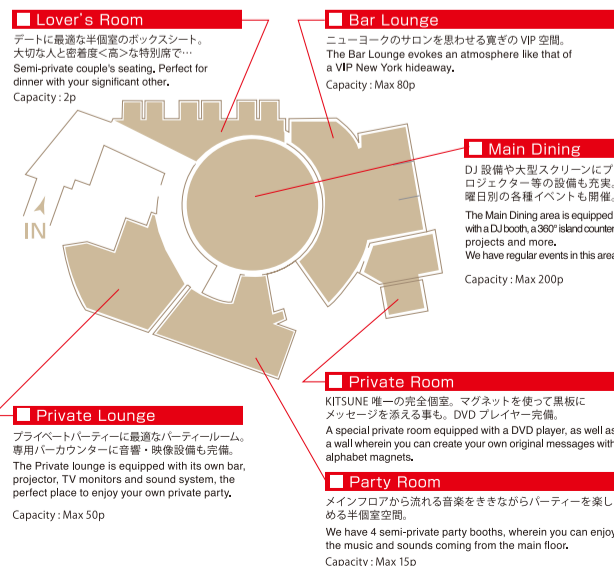 Lover's Room
デートに最適な半個室のボックスシート。
大切な人と密着度＜高＞な特別席で…
Semi-private couple's seating, Perfect for
dinner with your significant other.
Capacity : 2p
Bar Lounge
ニューヨークのサロンを思わせる寛ぎの VIP 空間。
The Bar Lounge evokes an atmosphere like that of
a VIP New York hideaway.
Capacity : Max 80p
Main Dining
DJ 設備や大型スクリーンにプ
ロジェクター等の設備も充実。
曜日別の各種イベントも開催。
The Main Dining area is equipped
with a DJ booth, a 360° island counter
projects and more.
We have regular events in this area
Capacity : Max 200p
IN
Private Lounge
プライベートパーティーに最適なパーティールーム。
専用バーカウンターに音響・映像設備も完備。
The Private lounge is equipped with its own bar,
projector, TV monitors and sound system, the
perfect place to enjoy your own private party.
Capacity : Max 50p
Private Room
KITSUNE 唯一の完全個室。マグネットを使って黒板に
メッセージを添える事も。DVD プレイヤー完備。
A special private room equipped with a DVD player, as well as
a wall wherein you can create your own original messages with
alphabet magnets.
Party Room
メインフロアから流れる音楽をききながらパーティーを楽し
める半個室空間。
We have 4 semi-private party booths, wherein you can enjoy
the music and sounds coming from the main floor.
Capacity : Max 15p